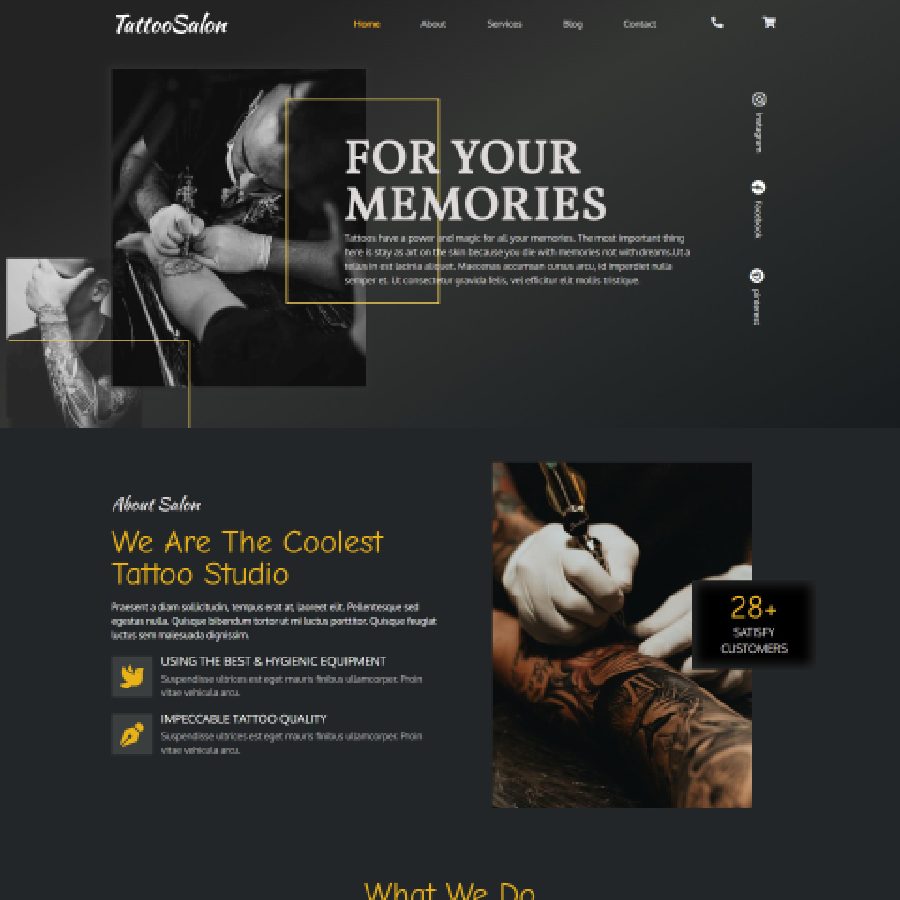 TattooSalon
Home About Services Blog Contact
Instagram
Facebook
pinterest
FOR YOUR
MEMORIES
Tattoos have a power and magic for all your memories. The most important thing
here is stay as art on the skin because you die with memories not with dreams.Ut a
tellus in est lacinia aliquet. Maecenas accumsan cursus arcu, id imperdiet nulla
semper et. Ut consectetur gravida felis, vel efficitur elit mollis tristique.
About Salon
We Are The Coolest
Tattoo Studio
Praesent a diam sollicitudin, tempus erat at, laoreet elit. Pellentesque sed
egestas nulla. Quisque bibendum tortor ut mi luctus porttitor. Quisque feugiat
luctus sem malesuada dignissim.
USING THE BEST & HYGIENIC EQUIPMENT
Suspendisse ultrices est eget mauris finibus ullamcorper. Proin
vitae vehicula arcu.
IMPECCABLE TATTOO QUALITY
Suspendisse ultrices est eget mauris finibus ullamcorper. Proin
vitae vehicula arcu.
28+
SATISFY
CUSTOMERS
What We Do